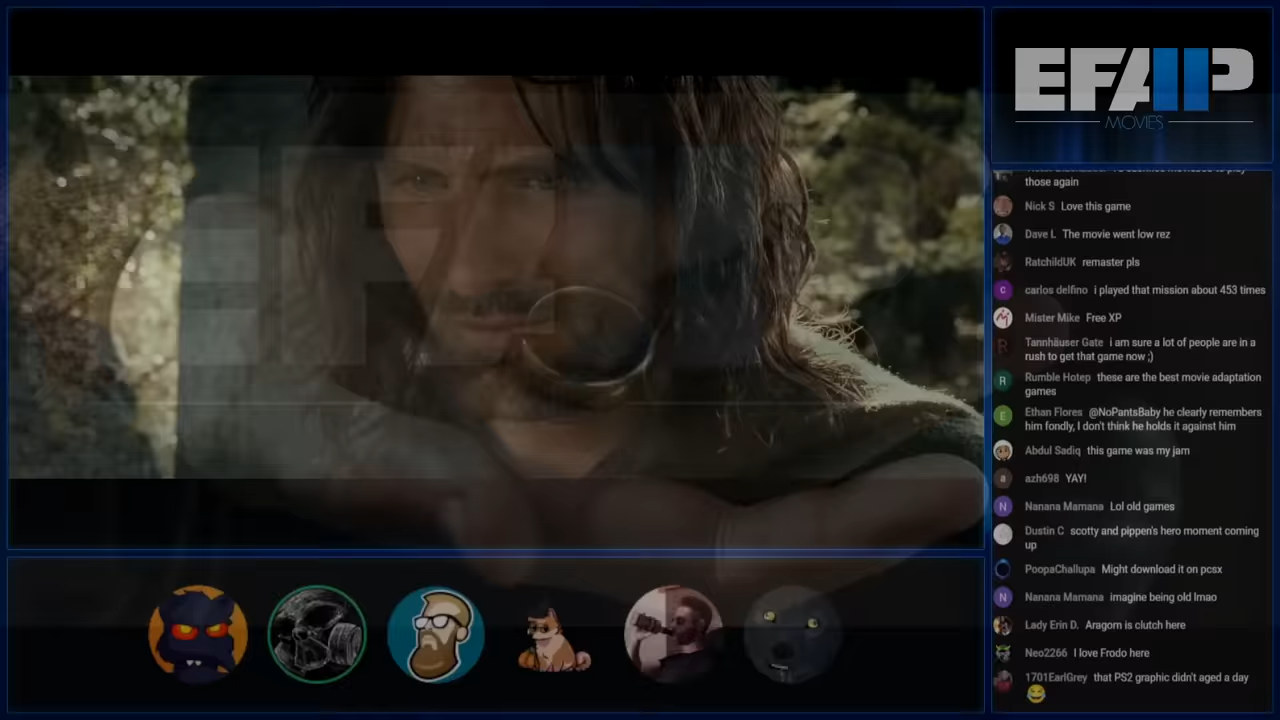 EFAP
MOVIES
those again
Nick S Love this game
Dave L The movie went low rez
RatchildUK remaster pls
carlos delfino i played that mission about 453 times
Mister Mike Free XP
Tannhäuser Gate i am sure a lot of people are in a
rush to get that game now ;)
Rumble Hotep these are the best movie adaptation
games
Ethan Flores @NoPantsBaby he clearly remembers
him fondly, I don't think he holds it against him
Abdul Sadiq this game was my jam
azh698 YAY!
Nanana Mamana Lol old games
Dustin C scotty and pippen's hero moment coming
up
PoopaChallupa Might download it on pcsx
Nanana Mamana imagine being old lmao
Lady Erin D. Aragorn is clutch here
Neo2266 I love Frodo here
1701EarlGrey that PS2 graphic didn't aged a day
😂